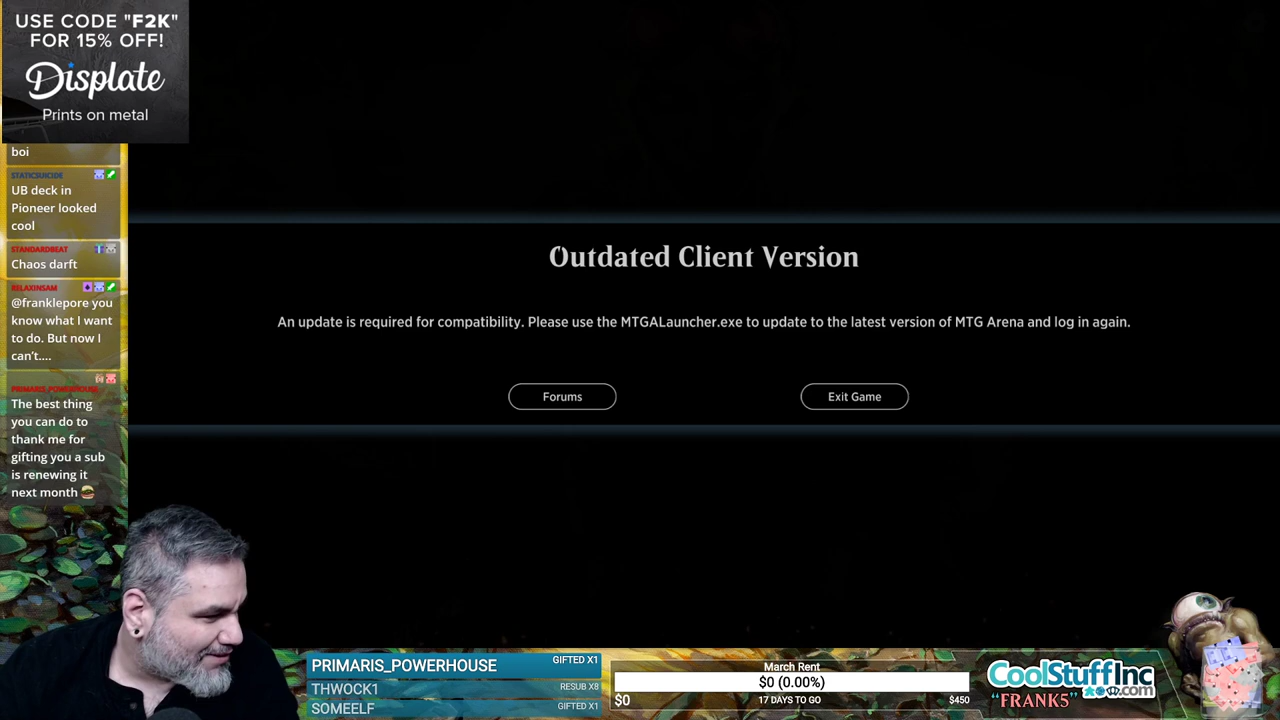 USE CODE "F2K"
FOR 15% OFF!
Displate
Prints on metal
boi
STATICSUICIDE
UB deck in
Pioneer looked
cool
STANDARDBEAT
Chaos darft
RELAXINSAM
@franklepore you
know what I want
to do. But now I
can't....
PRIMARIS_POWERHOUSE
The best thing
you can do to
thank me for
gifting you a sub
is renewing it
next month
Outdated Client Version
An update is required for compatibility. Please use the MTGALauncher.exe to update to the latest version of MTG Arena and log in again.
Forums
Exit Game
PRIMARIS_POWERHOUSE GIFTED X1
THWOCK1 RESUB X8
SOMEELF GIFTED X1
March Rent
$0 (0.00%)
$0 17 DAYS TO GO $450
CoolStuffInc
.com
"FRANK5"